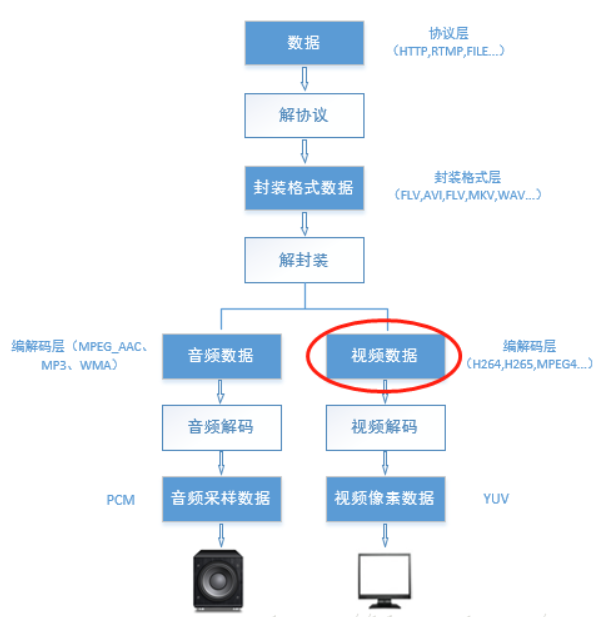 数据
协议层
（HTTP,RTMP,FILE...）
解协议
封装格式数据
封装格式层
（FLV,AVI,FLV,MKV,WAV...）
解封装
编解码层（MPEG_AAC、
MP3、WMA）
音频数据
视频数据
编解码层
（H264,H265,MPEG4...）
音频解码
视频解码
PCM
音频采样数据
视频像素数据
YUV